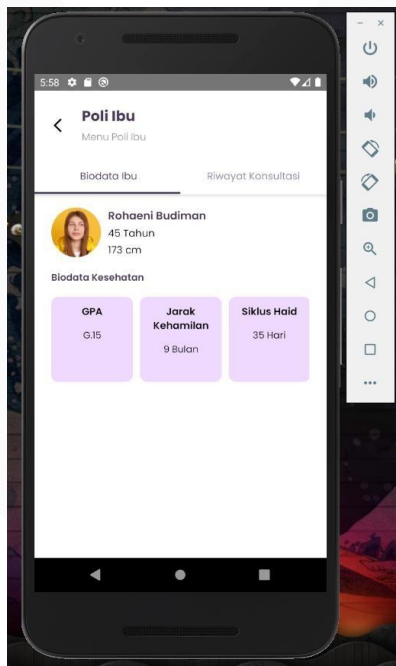 5:58
Poli Ibu
Menu Poli Ibu
Biodata Ibu
Riwayat Konsultasi
Rohaeni Budiman
45 Tahun
173 cm
Biodata Kesehatan
GPA
G.15
Jarak
Kehamilan
9 Bulan
Siklus Haid
35 Hari